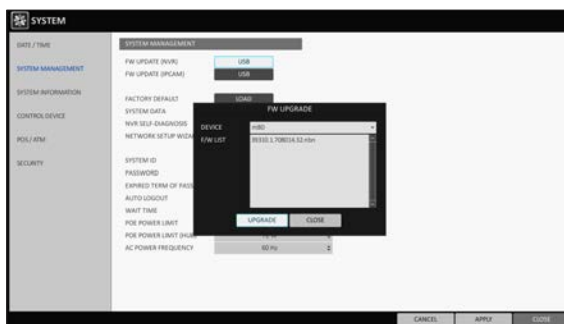 SYSTEM
DATE / TIME
SYSTEM MANAGEMENT
SYSTEM INFORMATION
CONTROL DEVICE
POS / ATM
SECURITY
SYSTEM MANAGEMENT
FW UPDATE (NVR) USB
FW UPDATE (IPCAM) USB
FACTORY DEFAULT LOAD
SYSTEM DATA
NVR SELF-DIAGNOSIS
NETWORK SETUP WIZA
SYSTEM ID
PASSWORD
EXPIRED TERM OF PASS
AUTO LOGOUT
WAIT TIME
POE POWER LIMIT
POE POWER LIMIT (HUB)
AC POWER FREQUENCY 60 Hz
FW UPGRADE
DEVICE
F/W LIST
UPGRADE CLOSE
CANCEL APPLY CLOSE